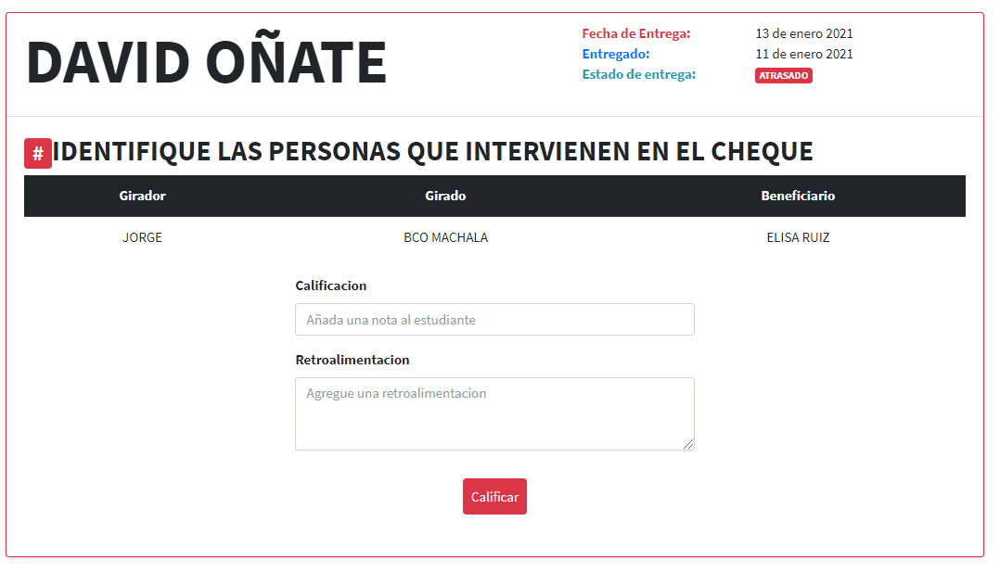 DAVID OÑATE
Fecha de Entrega: 13 de enero 2021
Entregado: 11 de enero 2021
Estado de entrega: ATRASADO
# IDENTIFIQUE LAS PERSONAS QUE INTERVIENEN EN EL CHEQUE
Girador Girado Beneficiario
JORGE BCO MACHALA ELISA RUIZ
Calificacion
Añada una nota al estudiante
Retroalimentacion
Agregue una retroalimentacion
Calificar